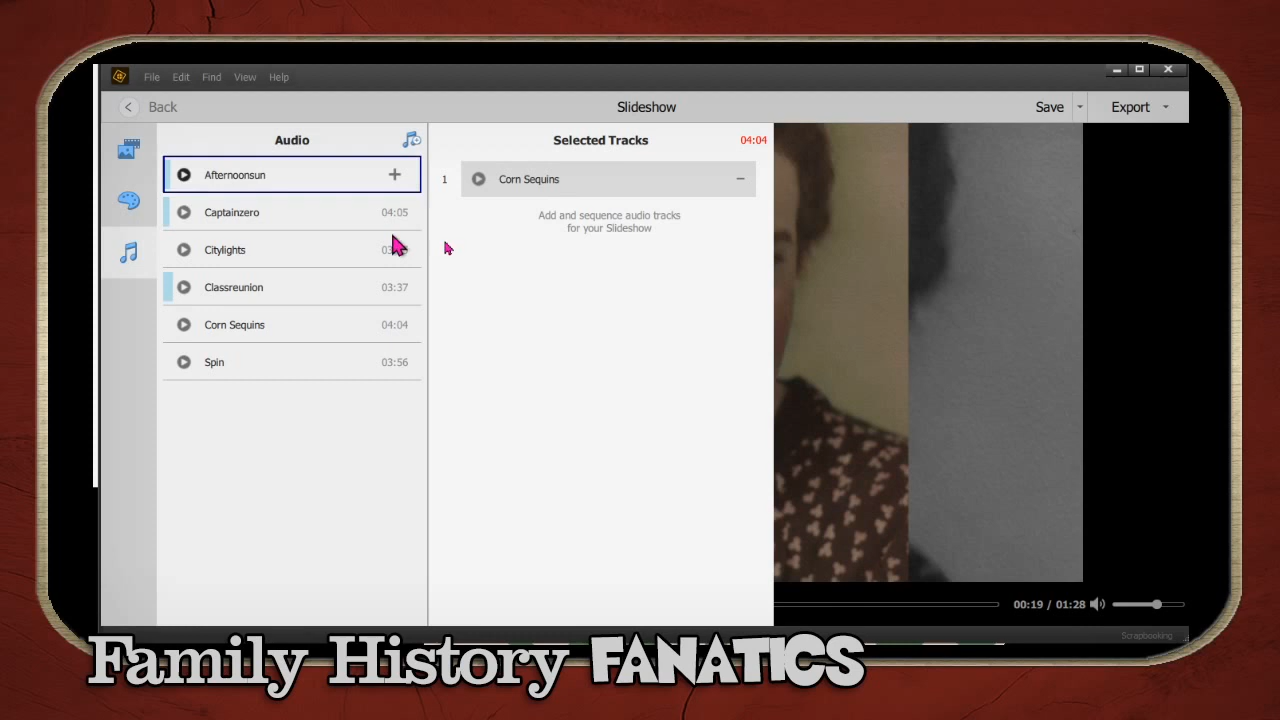 File Edit Find View Help
Back Slideshow Save Export
Audio Selected Tracks 04:04
Afternoonsun +
1 Corn Sequins −
Captainzero 04:05
Add and sequence audio tracks
for your Slideshow
Citylights
Classreunion 03:37
Corn Sequins 04:04
Spin 03:56
00:19 / 01:28
Scrapbooking
Family History FANATICS